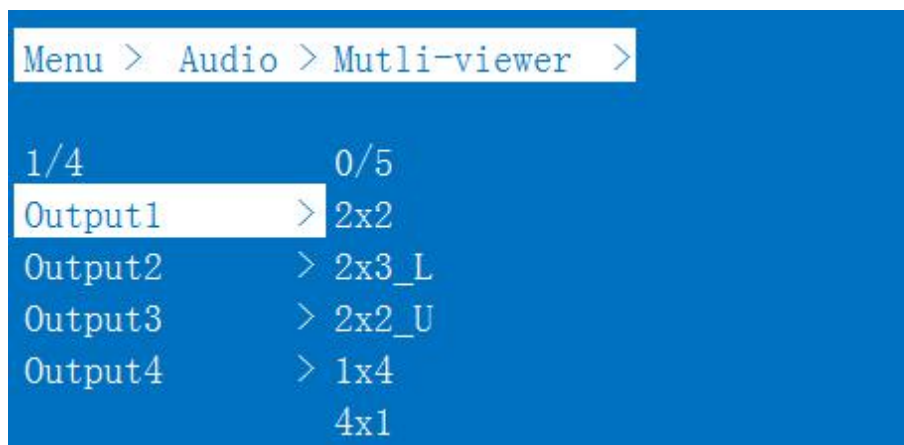 Menu > Audio > Mutli-viewer >
1/4 0/5
Output1 > 2x2
Output2 > 2x3_L
Output3 > 2x2_U
Output4 > 1x4
4x1